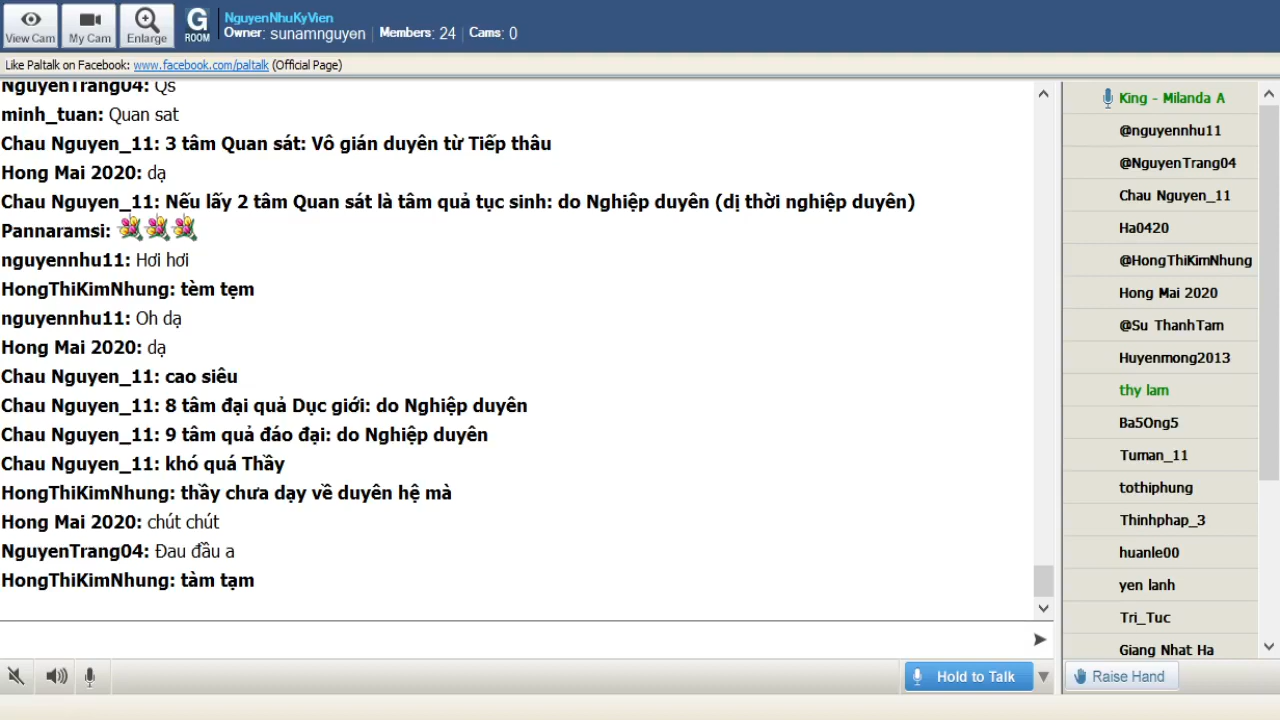 View Cam
My Cam
Enlarge
G
ROOM
NguyenNhuKyVien
Owner: sunamnguyen | Members: 24 | Cams: 0
Like Paltalk on Facebook: www.facebook.com/paltalk (Official Page)
NguyenTrang04: Qs
minh_tuan: Quan sat
Chau Nguyen_11: 3 tâm Quan sát: Vô gián duyên từ Tiếp thâu
Hong Mai 2020: dạ
Chau Nguyen_11: Nếu lấy 2 tâm Quan sát là tâm quả tục sinh: do Nghiệp duyên (dị thời nghiệp duyên)
Pannaramsi:
nguyennhu11: Hơi hơi
HongThiKimNhung: tèm tẹm
nguyennhu11: Oh dạ
Hong Mai 2020: dạ
Chau Nguyen_11: cao siêu
Chau Nguyen_11: 8 tâm đại quả Dục giới: do Nghiệp duyên
Chau Nguyen_11: 9 tâm quả đáo đại: do Nghiệp duyên
Chau Nguyen_11: khó quá Thầy
HongThiKimNhung: thầy chưa dạy về duyên hệ mà
Hong Mai 2020: chút chút
NguyenTrang04: Đau đầu a
HongThiKimNhung: tàm tạm
King - Milanda A
@nguyennhu11
@NguyenTrang04
Chau Nguyen_11
Ha0420
@HongThiKimNhung
Hong Mai 2020
@Su ThanhTam
Huyenmong2013
thy lam
Ba5Ong5
Tuman_11
tothiphung
Thinhphap_3
huanle00
yen lanh
Tri_Tuc
Giang Nhat Ha
Hold to Talk
Raise Hand